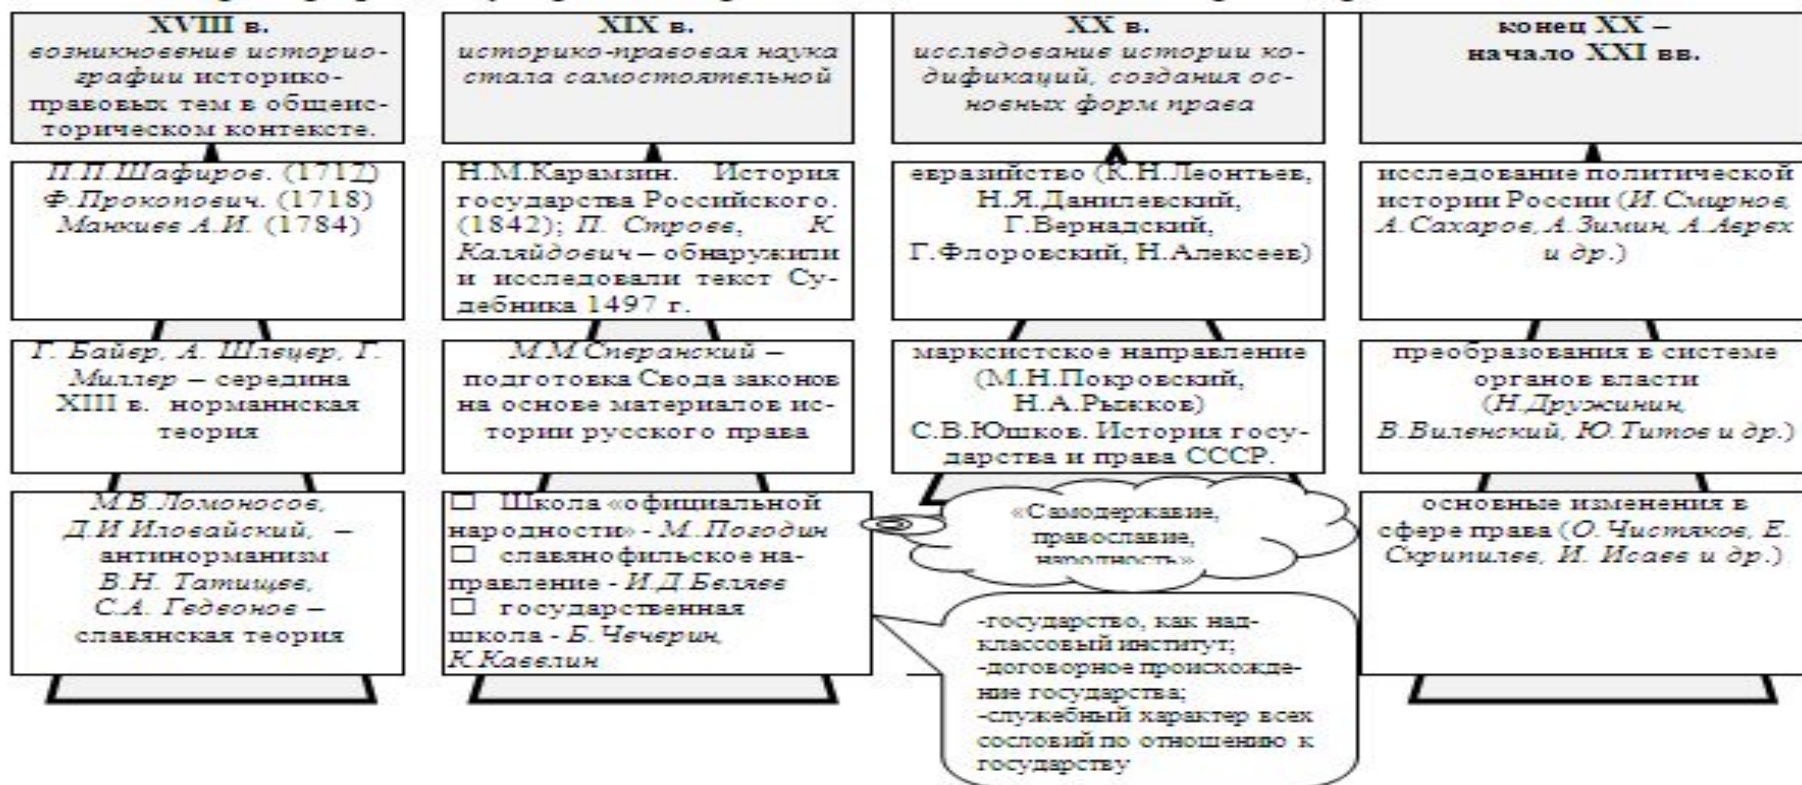 XVIII в.
возникновение историо-
графии историко-
правовых тем в общеис-
торическом контексте.
П.П.Шафиров. (1717)
Ф.Прокопович. (1718)
Манкиев А.И. (1784)
Г. Байер, А. Шлецер, Г.
Миллер – середина
XIII в. норманнская
теория
М.В.Ломоносов,
Д.И Иловайский, –
антинорманизм
В.Н. Татищев,
С.А. Гедеонов –
славянская теория
XIX в.
историко-правовая наука
стала самостоятельной
Н.М.Карамзин. История
государства Российского.
(1842); П. Строев, К.
Каляйдович – обнаружили
и исследовали текст Су-
дебника 1497 г.
М.М.Сперанский –
подготовка Свода законов
на основе материалов ис-
тории русского права
☐ Школа «официальной
народности» - М.Погодин
☐ славянофильское на-
правление - И.Д.Беляев
☐ государственная
школа - Б.Чечерин,
К.Кавелин
XX в.
исследование истории ко-
дификаций, создания ос-
новных форм права
евразийство (К.Н.Леонтьев,
Н.Я.Данилевский,
Г.Вернадский,
Г.Флоровский, Н.Алексеев)
марксистское направление
(М.Н.Покровский,
Н.А.Рыжков)
С.В.Юшков. История госу-
дарства и права СССР.
«Самодержавие,
православие,
народность»
-государство, как над-
классовый институт;
-договорное происхожде-
ние государства;
-служебный характер всех
сословий по отношению к
государству
конец XX –
начало XXI вв.
исследование политической
истории России (И.Смирнов,
А.Сахаров, А.Зимин, А.Аврех
и др.)
преобразования в системе
органов власти
(Н.Дружинин,
В.Виленский, Ю.Титов и др.)
основные изменения в
сфере права (О.Чистяков, Е.
Скрипилев, И. Исаев и др.)